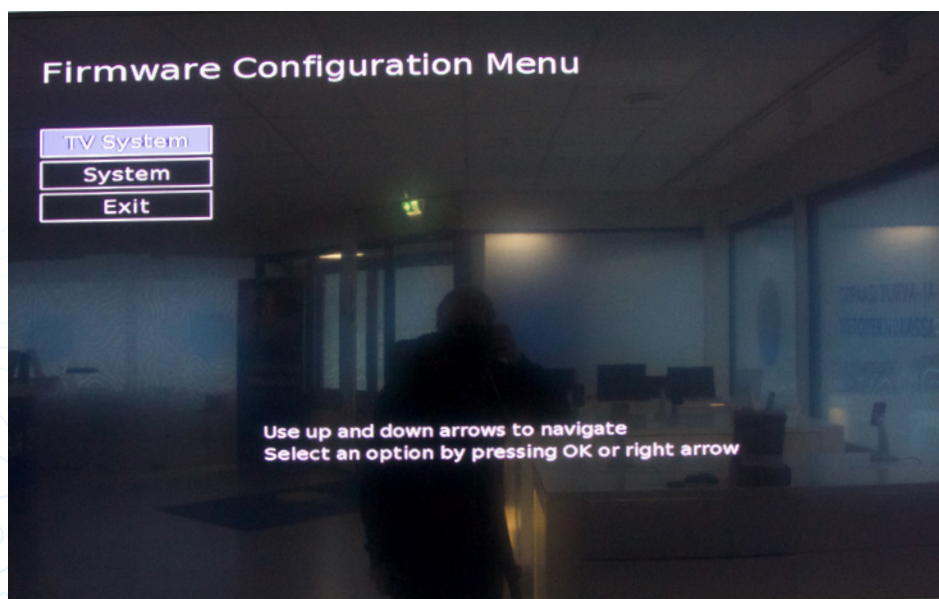 Firmware Configuration Menu
TV System
System
Exit
Use up and down arrows to navigate
Select an option by pressing OK or right arrow